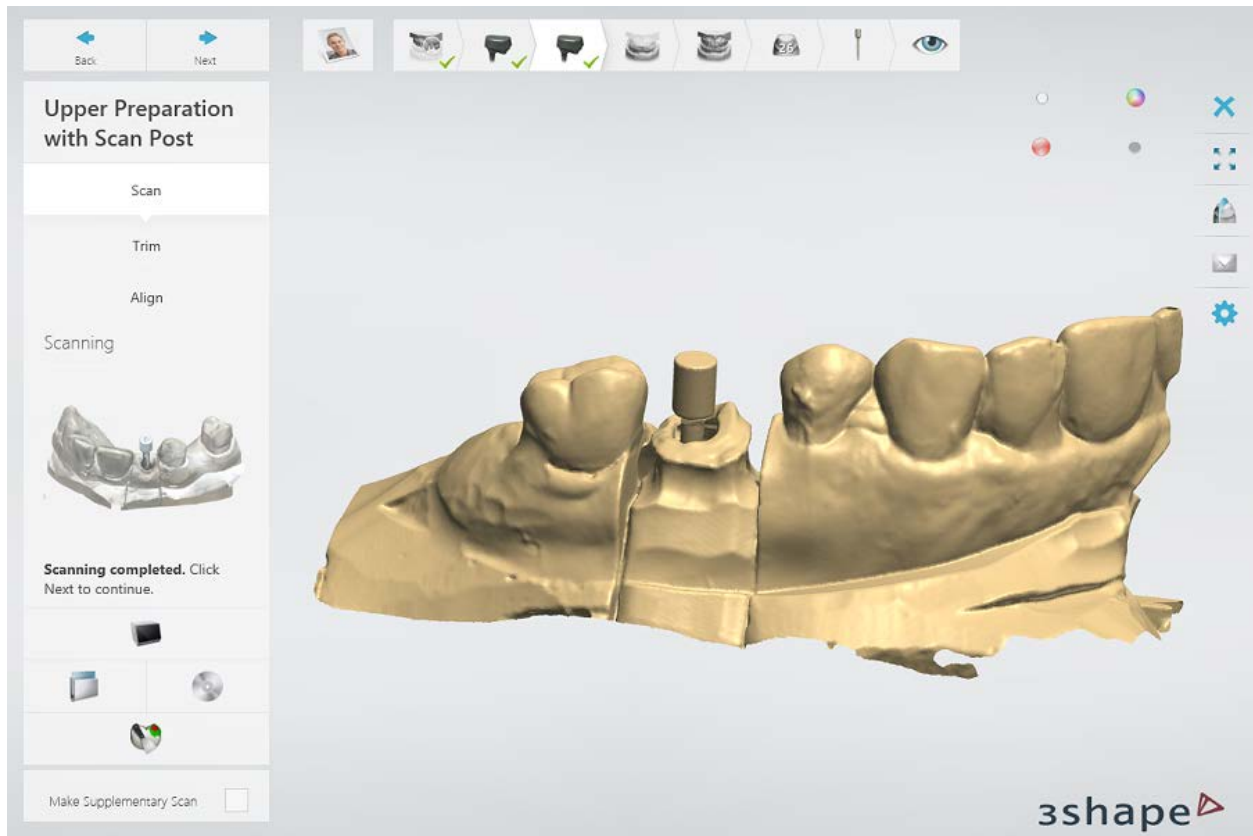 Back
Next
Upper Preparation
with Scan Post
Scan
Trim
Align
Scanning
Scanning completed. Click
Next to continue.
Make Supplementary Scan
26
3shape